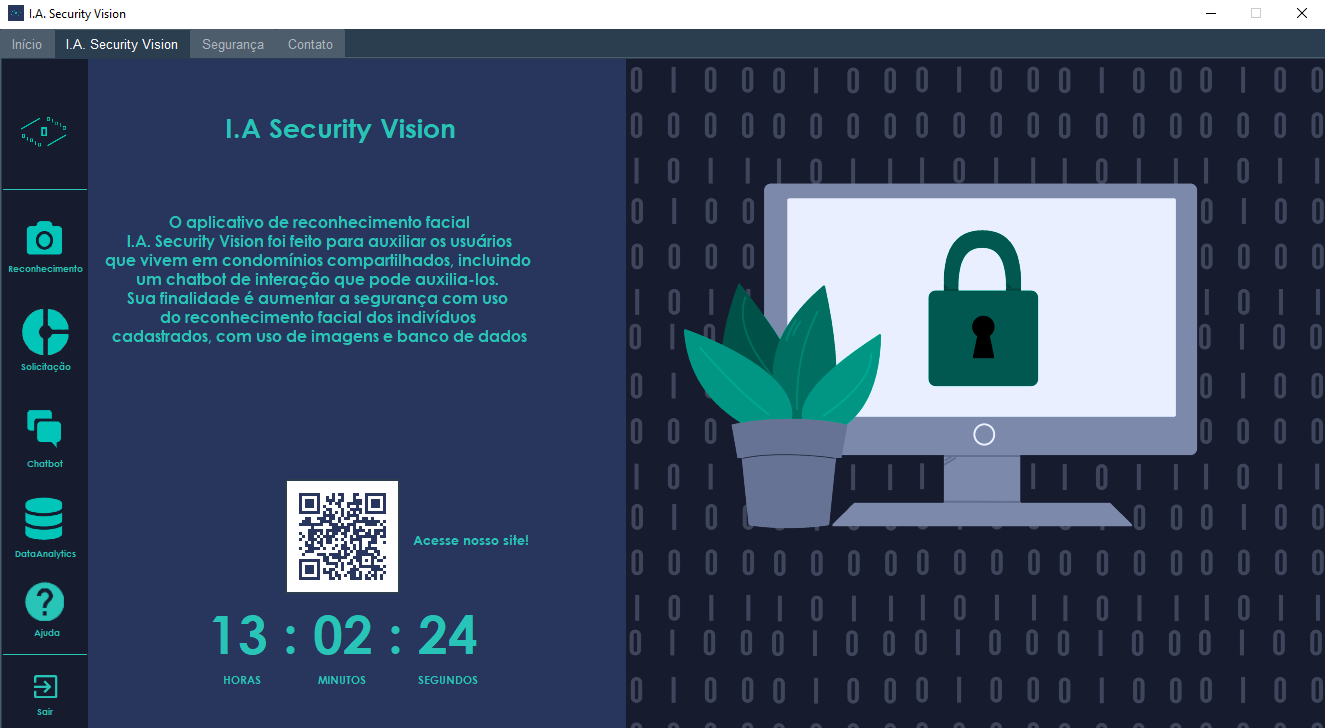 I.A. Security Vision
Início
I.A. Security Vision
Segurança
Contato
I.A Security Vision
O aplicativo de reconhecimento facial
I.A. Security Vision foi feito para auxiliar os usuários
que vivem em condomínios compartilhados, incluindo
um chatbot de interação que pode auxilia-los.
Sua finalidade é aumentar a segurança com uso
do reconhecimento facial dos indivíduos
cadastrados, com uso de imagens e banco de dados
Reconhecimento
Solicitação
Chatbot
DataAnalytics
Ajuda
Sair
Acesse nosso site!
13 : 02 : 24
HORAS
MINUTOS
SEGUNDOS